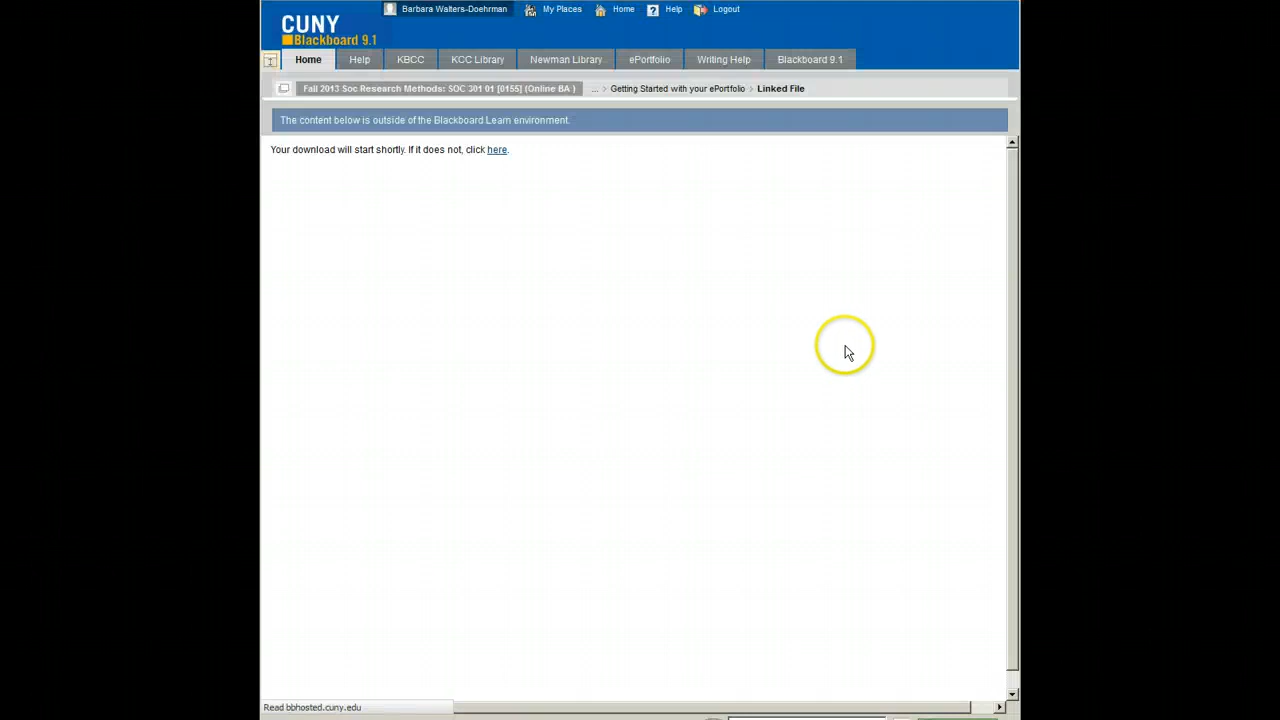 Barbara Walters-Doehrman My Places Home Help Logout
CUNY
Blackboard 9.1
Home Help KBCC KCC Library Newman Library ePortfolio Writing Help Blackboard 9.1
Fall 2013 Soc Research Methods: SOC 301 01 [0155] (Online BA ) ... > Getting Started with your ePortfolio > Linked File
The content below is outside of the Blackboard Learn environment.
Your download will start shortly. If it does not, click here.
Read bbhosted.cuny.edu